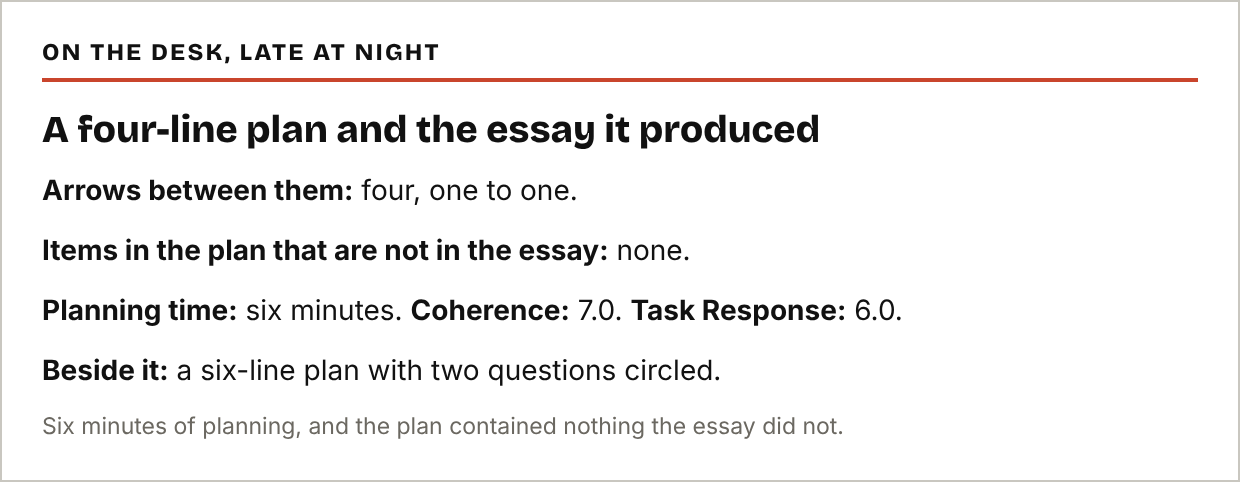 ON THE DESK, LATE AT NIGHT
A four-line plan and the essay it produced
Arrows between them: four, one to one.
Items in the plan that are not in the essay: none.
Planning time: six minutes. Coherence: 7.0. Task Response: 6.0.
Beside it: a six-line plan with two questions circled.
Six minutes of planning, and the plan contained nothing the essay did not.